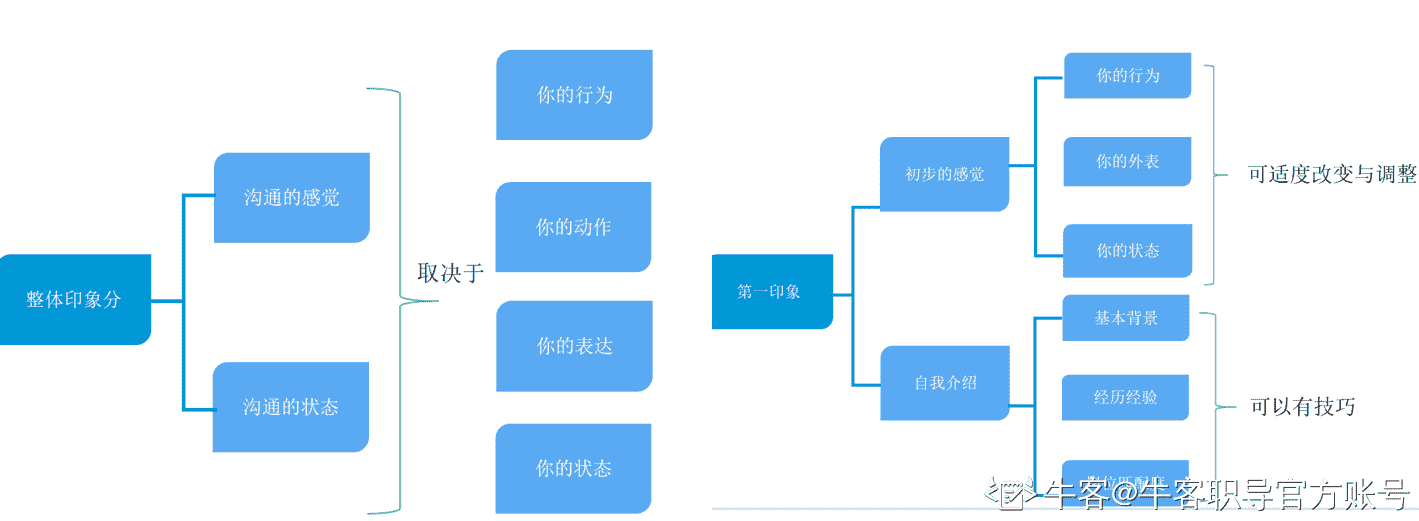 整体印象分
沟通的感觉
沟通的状态
取决于
你的行为
你的动作
你的表达
你的状态
第一印象
初步的感觉
自我介绍
你的行为
你的外表
你的状态
可适度改变与调整
基本背景
经历经验
可以有技巧
牛客@牛客职导官方账号